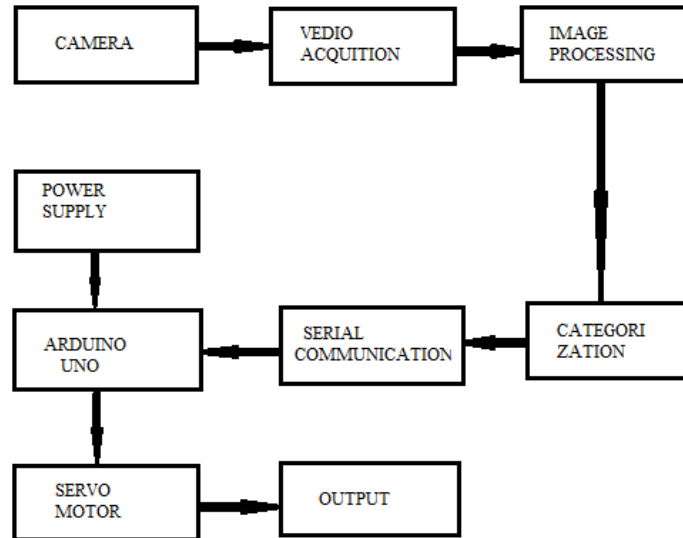 CAMERA
VEDIO
ACQUITION
IMAGE
PROCESSING
POWER
SUPPLY
ARDUINO
UNO
SERIAL
COMMUNICATION
CATEGORI
ZATION
SERVO
MOTOR
OUTPUT